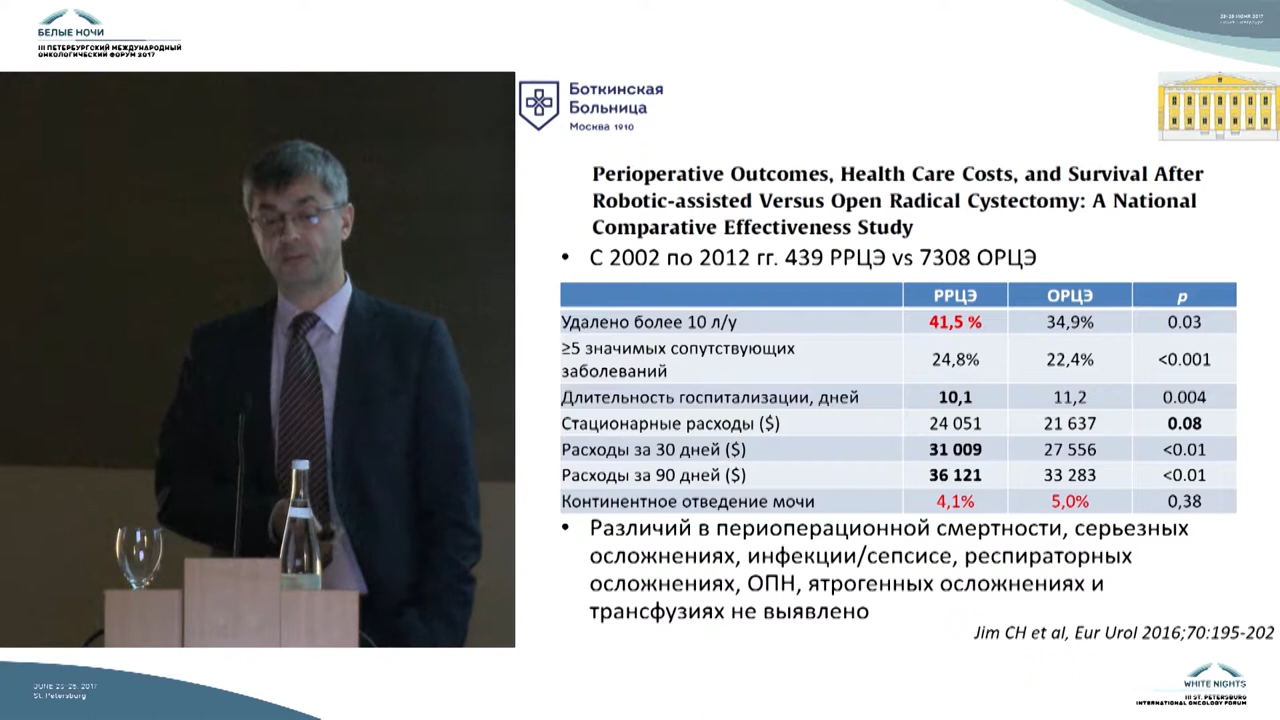 БЕЛЫЕ НОЧИ
III ПЕТЕРБУРГСКИЙ МЕЖДУНАРОДНЫЙ
ОНКОЛОГИЧЕСКИЙ ФОРУМ 2017
Боткинская
Больница
Москва 1910
Perioperative Outcomes, Health Care Costs, and Survival After
Robotic-assisted Versus Open Radical Cystectomy: A National
Comparative Effectiveness Study
• С 2002 по 2012 гг. 439 РРЦЭ vs 7308 ОРЦЭ
РРЦЭ ОРЦЭ p
Удалено более 10 л/у 41,5 % 34,9% 0.03
≥5 значимых сопутствующих
заболеваний 24,8% 22,4% <0.001
Длительность госпитализации, дней 10,1 11,2 0.004
Стационарные расходы ($) 24 051 21 637 0.08
Расходы за 30 дней ($) 31 009 27 556 <0.01
Расходы за 90 дней ($) 36 121 33 283 <0.01
Континентное отведение мочи 4,1% 5,0% 0,38
• Различий в периоперационной смертности, серьезных
осложнениях, инфекции/сепсисе, респираторных
осложнениях, ОПН, ятрогенных осложнениях и
трансфузиях не выявлено
Jim CH et al, Eur Urol 2016;70:195-202
St. Petersburg
WHITE NIGHTS
III ST. PETERSBURG
INTERNATIONAL ONCOLOGY FORUM